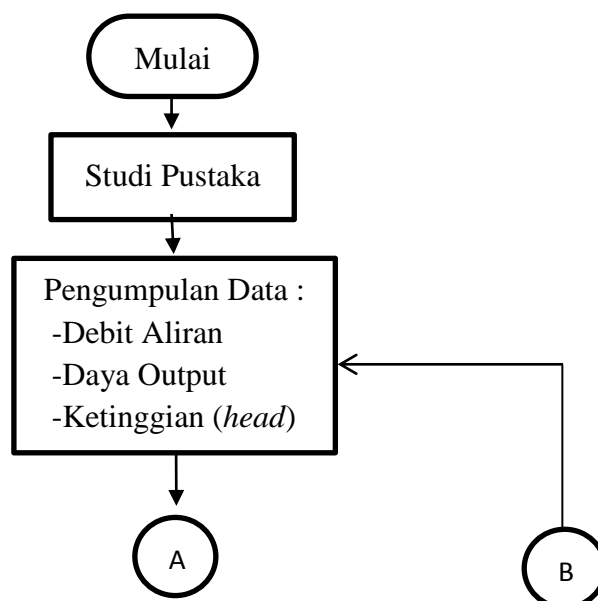 Mulai
Studi Pustaka
Pengumpulan Data :
-Debit Aliran
-Daya Output
-Ketinggian (head)
A
B